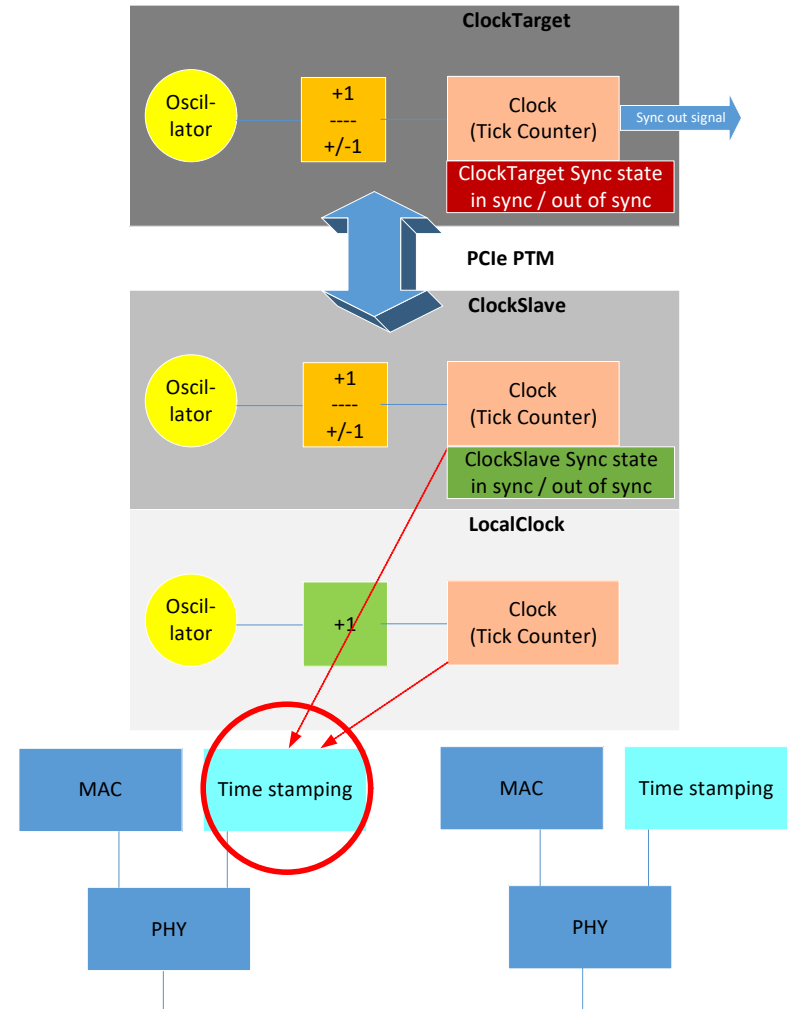 ClockTarget
Oscil-
lator
+1
----
+/-1
Clock
(Tick Counter)
Sync out signal
ClockTarget Sync state
in sync / out of sync
PCIe PTM
ClockSlave
Oscil-
lator
+1
----
+/-1
Clock
(Tick Counter)
ClockSlave Sync state
in sync / out of sync
LocalClock
Oscil-
lator
+1
Clock
(Tick Counter)
MAC
Time stamping
MAC
Time stamping
PHY
PHY